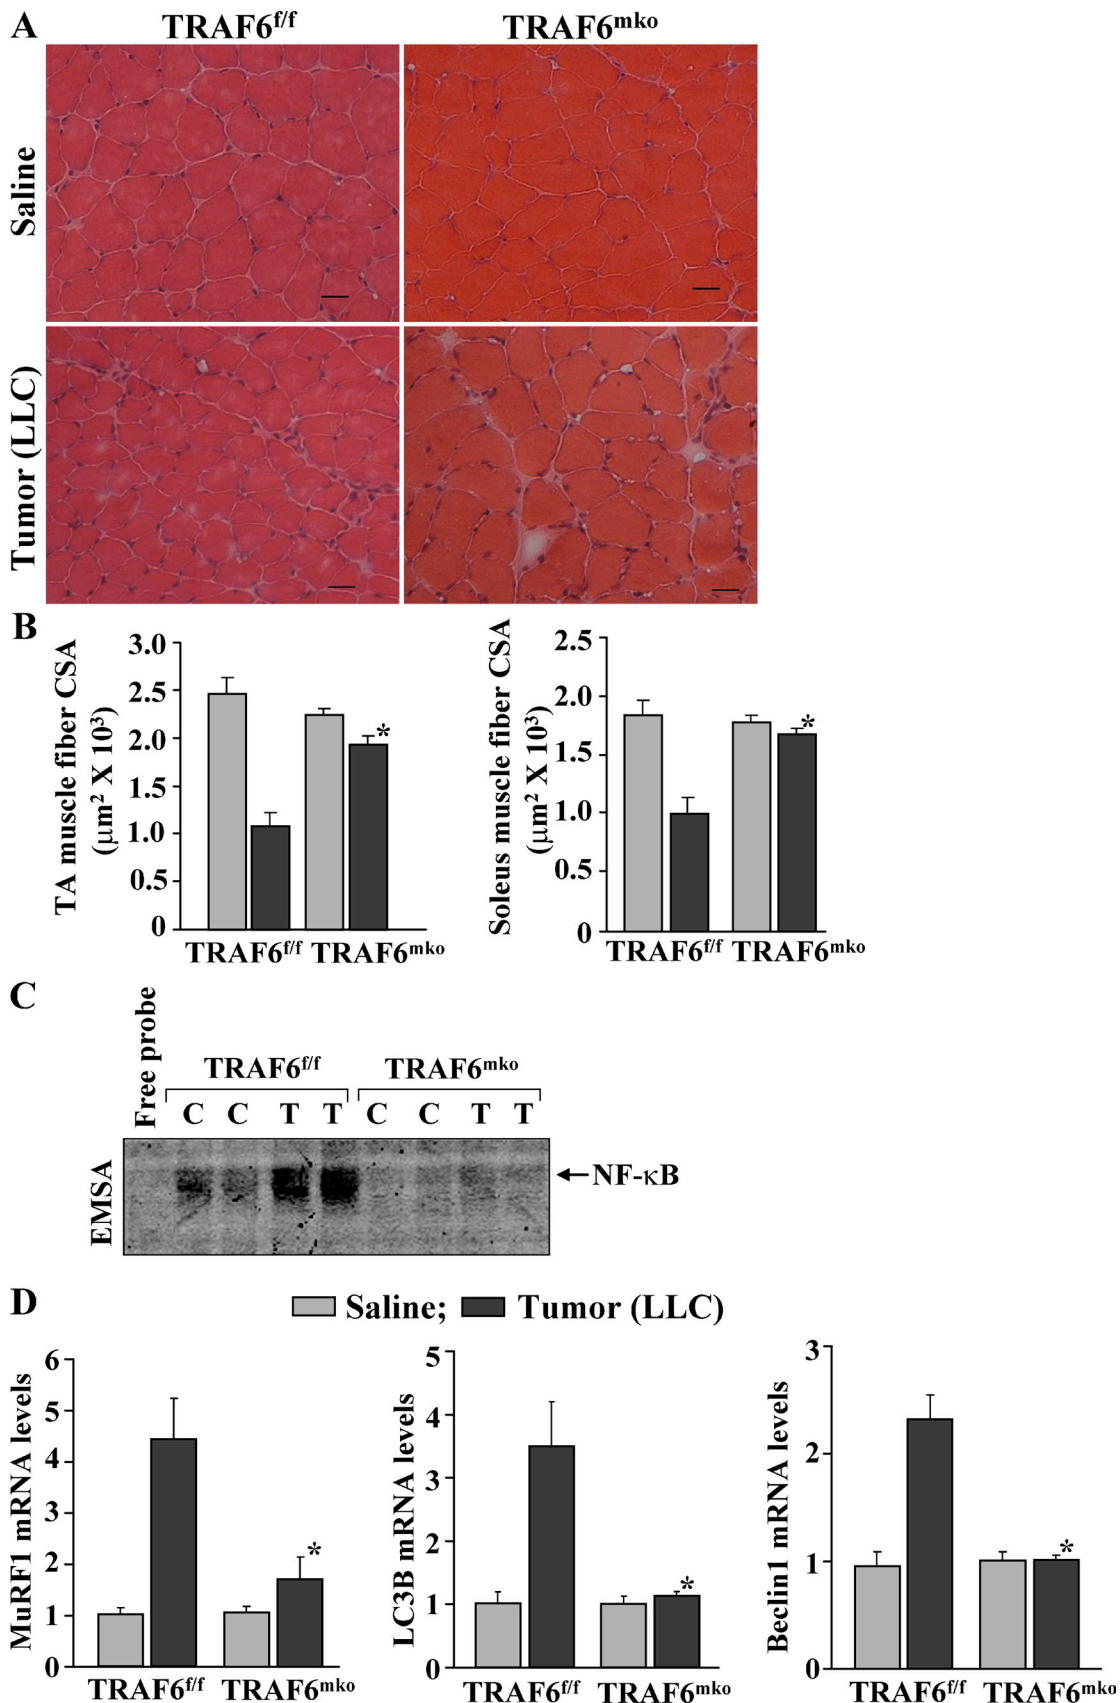 A
TRAF6f/f
TRAF6mko
Saline
Tumor (LLC)
B
TA muscle fiber CSA
(µm2 X 103)
3.0
2.5
2.0
1.5
1.0
0.5
0
*
TRAF6f/f
TRAF6mko
Soleus muscle fiber CSA
(µm2 X 103)
2.5
2.0
1.5
1.0
0.5
0
*
TRAF6f/f
TRAF6mko
C
Free probe
TRAF6f/f
TRAF6mko
C C T T C C T T
EMSA
NF-κB
D
Saline; Tumor (LLC)
MuRF1 mRNA levels
6
5
4
3
2
1
0
*
TRAF6f/f
TRAF6mko
LC3B mRNA levels
5
4
3
2
1
0
*
TRAF6f/f
TRAF6mko
Beclin1 mRNA levels
3
2
1
0
*
TRAF6f/f
TRAF6mko